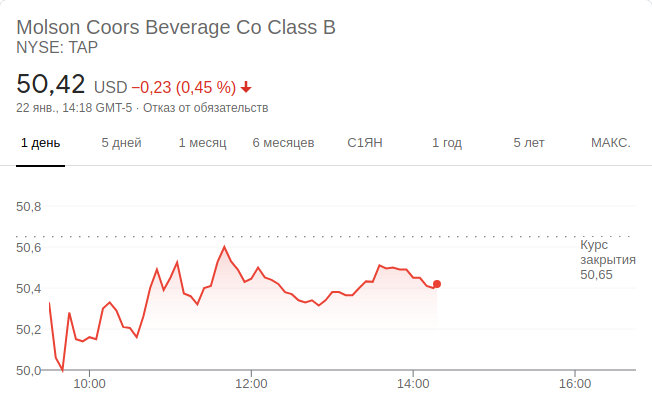 Molson Coors Beverage Co Class B
NYSE: TAP
50,42 USD −0,23 (0,45 %)
22 янв., 14:18 GMT-5 · Отказ от обязательств
1 день 5 дней 1 месяц 6 месяцев С1ЯН 1 год 5 лет МАКС.
50,8
50,6
50,4
50,2
50,0
Курс
закрытия
50,65
10:00 12:00 14:00 16:00